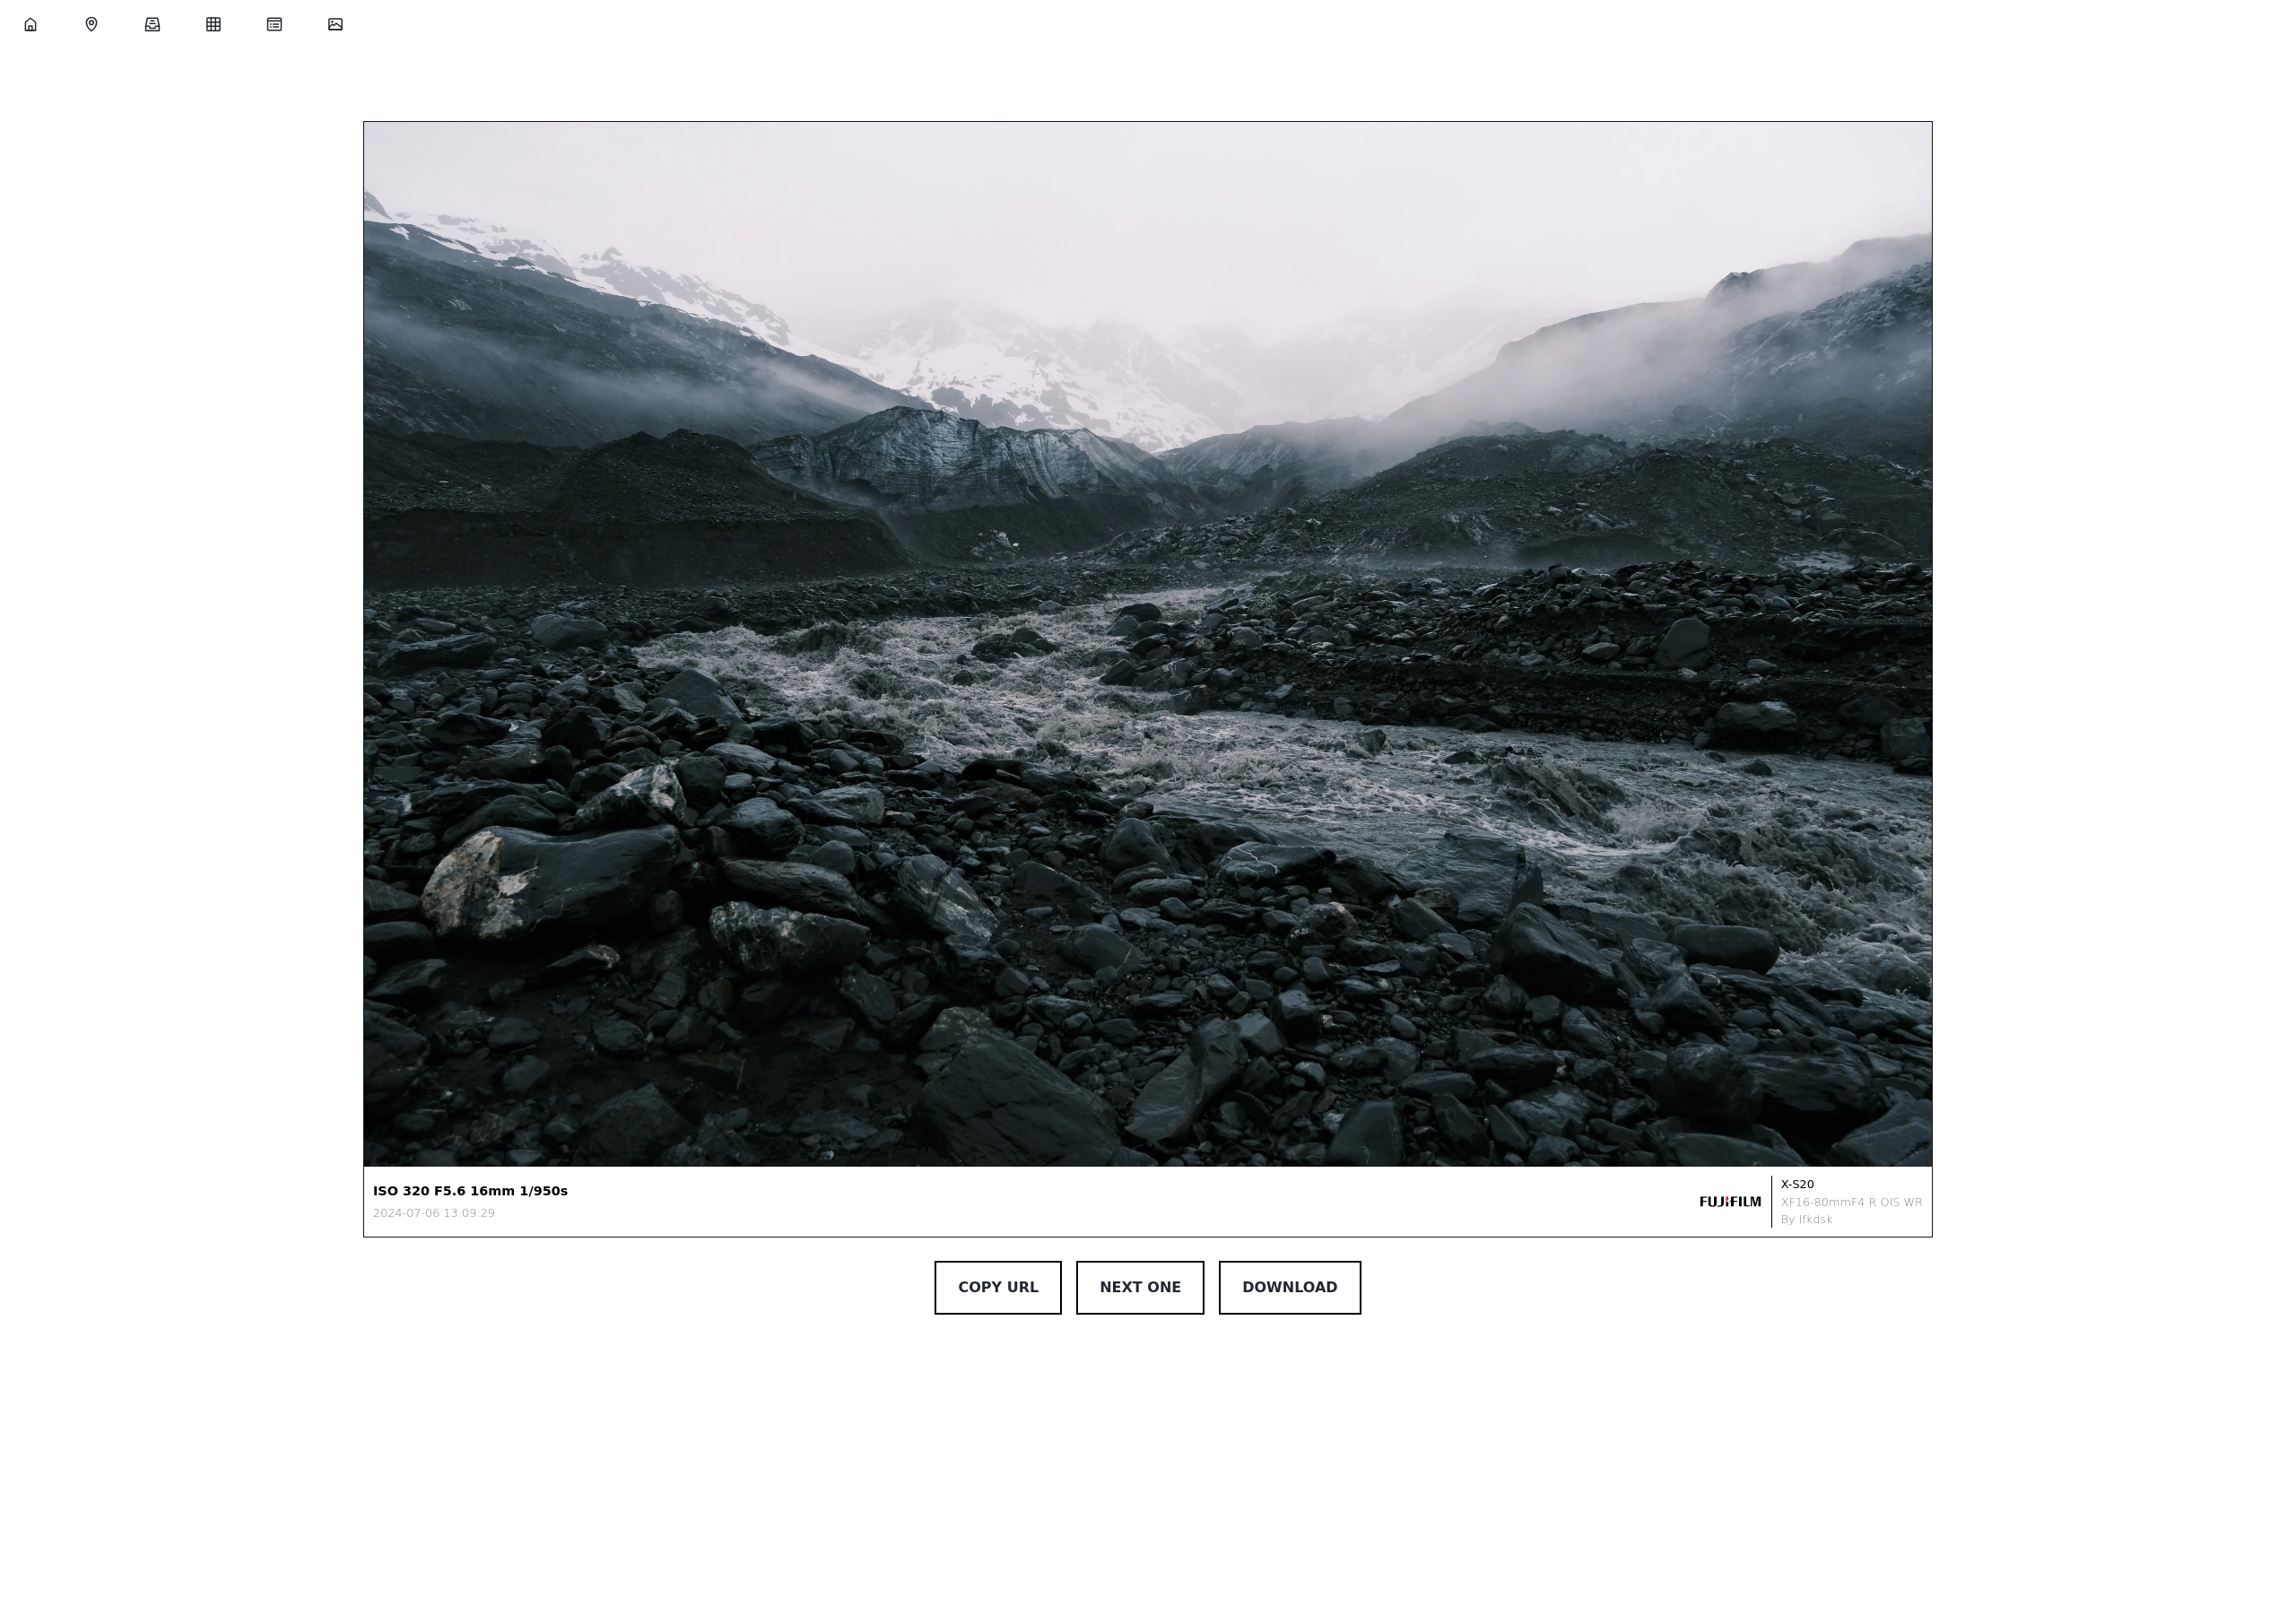 ISO 320 F5.6 16mm 1/950s
2024-07-06 13:09:29
FUJIFILM
X-S20
XF16-80mmF4 R OIS WR
By lfkdsk
COPY URL
NEXT ONE
DOWNLOAD